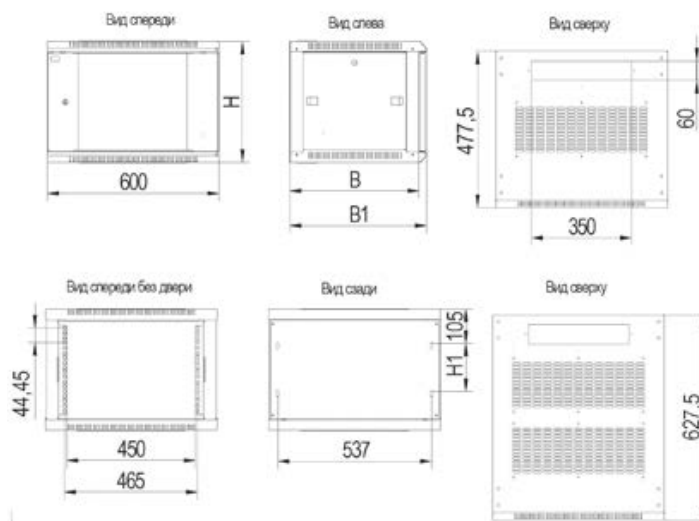 Вид спереди
Вид слева
Вид сверху
H
600
B
B1
477,5
60
350
Вид спереди без двери
Вид сзади
Вид сверху
44,45
450
465
105
H1
537
627,5